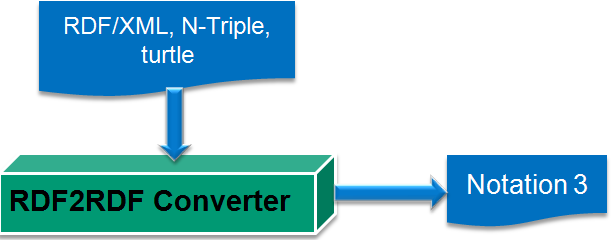 RDF/XML, N-Triple,
turtle
RDF2RDF Converter
Notation 3